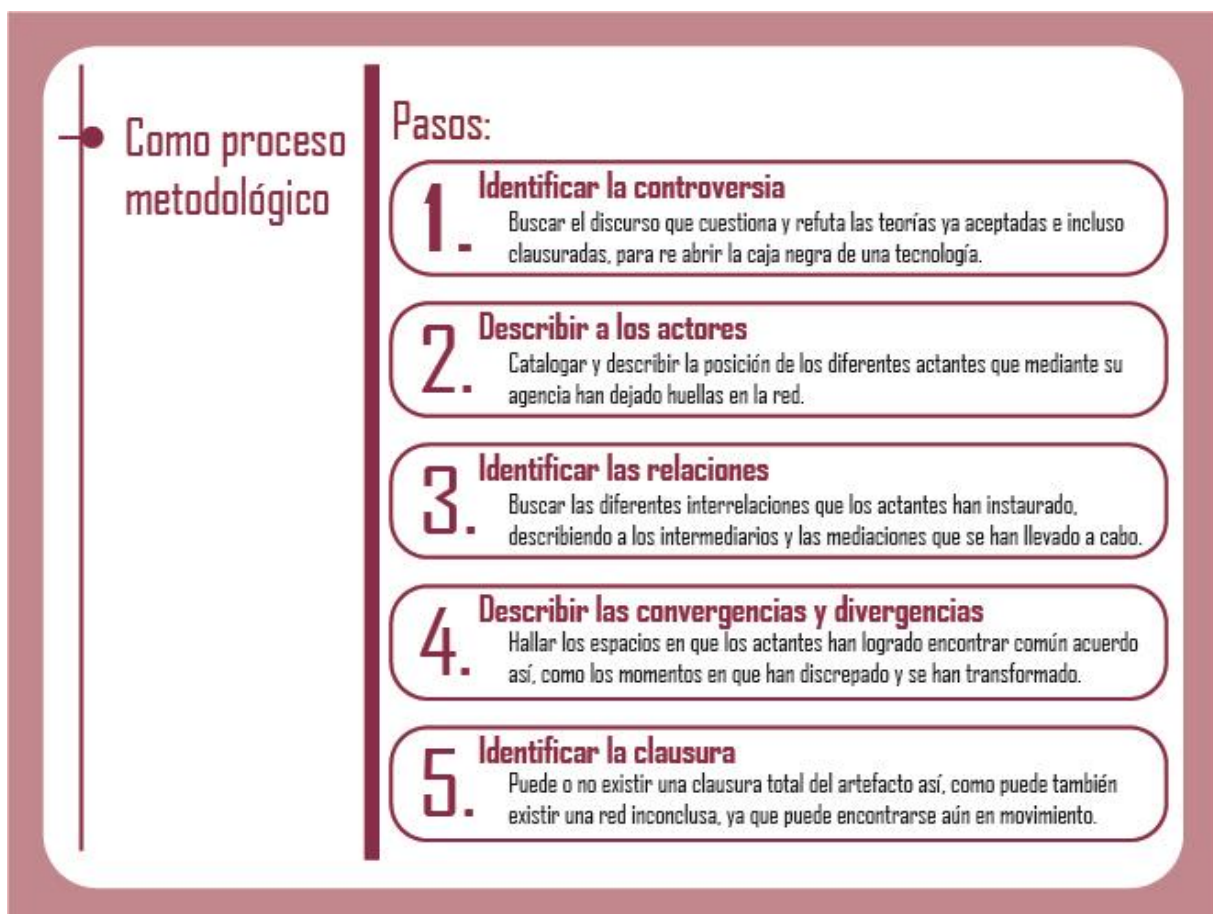 Como proceso
metodológico
Pasos:
1.
Identificar la controversia
Buscar el discurso que cuestiona y refuta las teorías ya aceptadas e incluso
clausuradas, para re abrir la caja negra de una tecnología.
2.
Describir a los actores
Catalogar y describir la posición de los diferentes actantes que mediante su
agencia han dejado huellas en la red.
3.
Identificar las relaciones
Buscar las diferentes interrelaciones que los actantes han instaurado,
describiendo a los intermediarios y las mediaciones que se han llevado a cabo.
4.
Describir las convergencias y divergencias
Hallar los espacios en que los actantes han logrado encontrar común acuerdo
así, como los momentos en que han discrepado y se han transformado.
5.
Identificar la clausura
Puede o no existir una clausura total del artefacto así, como puede también
existir una red inconclusa, ya que puede encontrarse aún en movimiento.